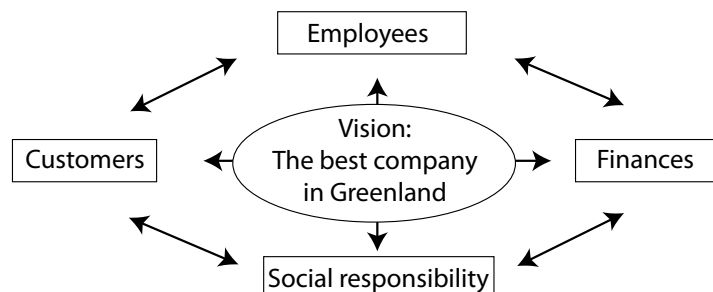 Employees
Vision:
The best company
in Greenland
Customers
Finances
Social responsibility